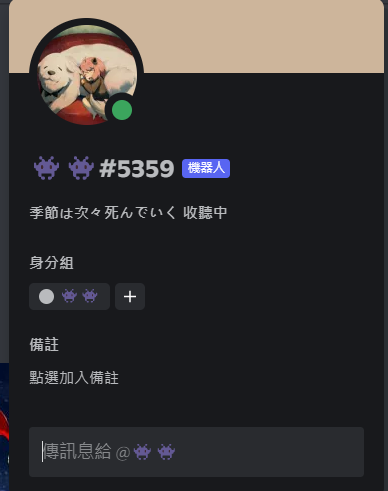 👾 👾 #5359 機器人
季節は次々死んでいく 收聽中
身分組
👾 👾 +
備註
點選加入備註
傳訊息給 @👾 👾